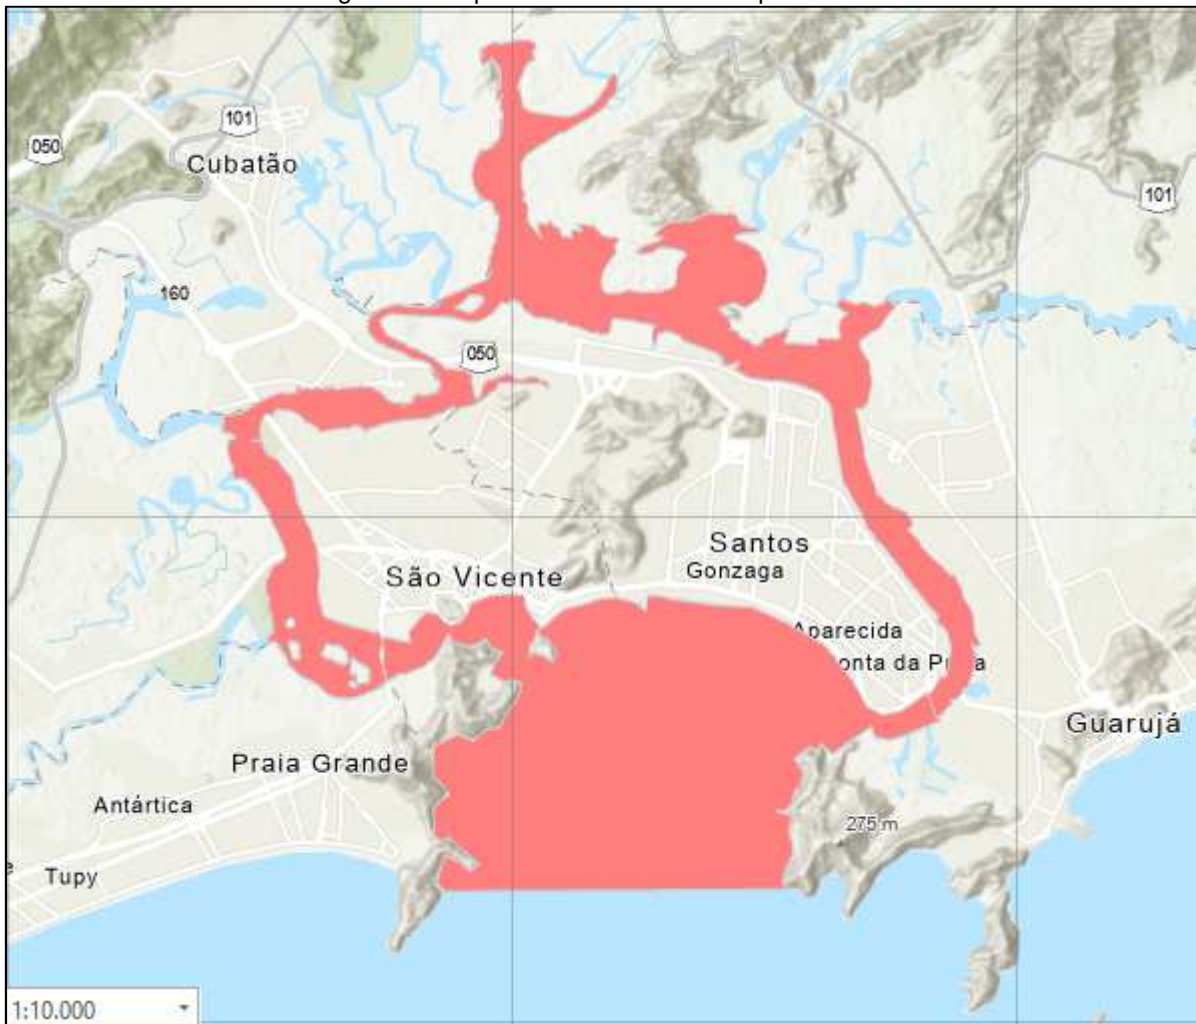 101
050
Cubatão
101
160
050
Santos
São Vicente
Gonzaga
Aparecida
Guarujá
Praia Grande
Antártica
275 m
Tupy
1:10.000